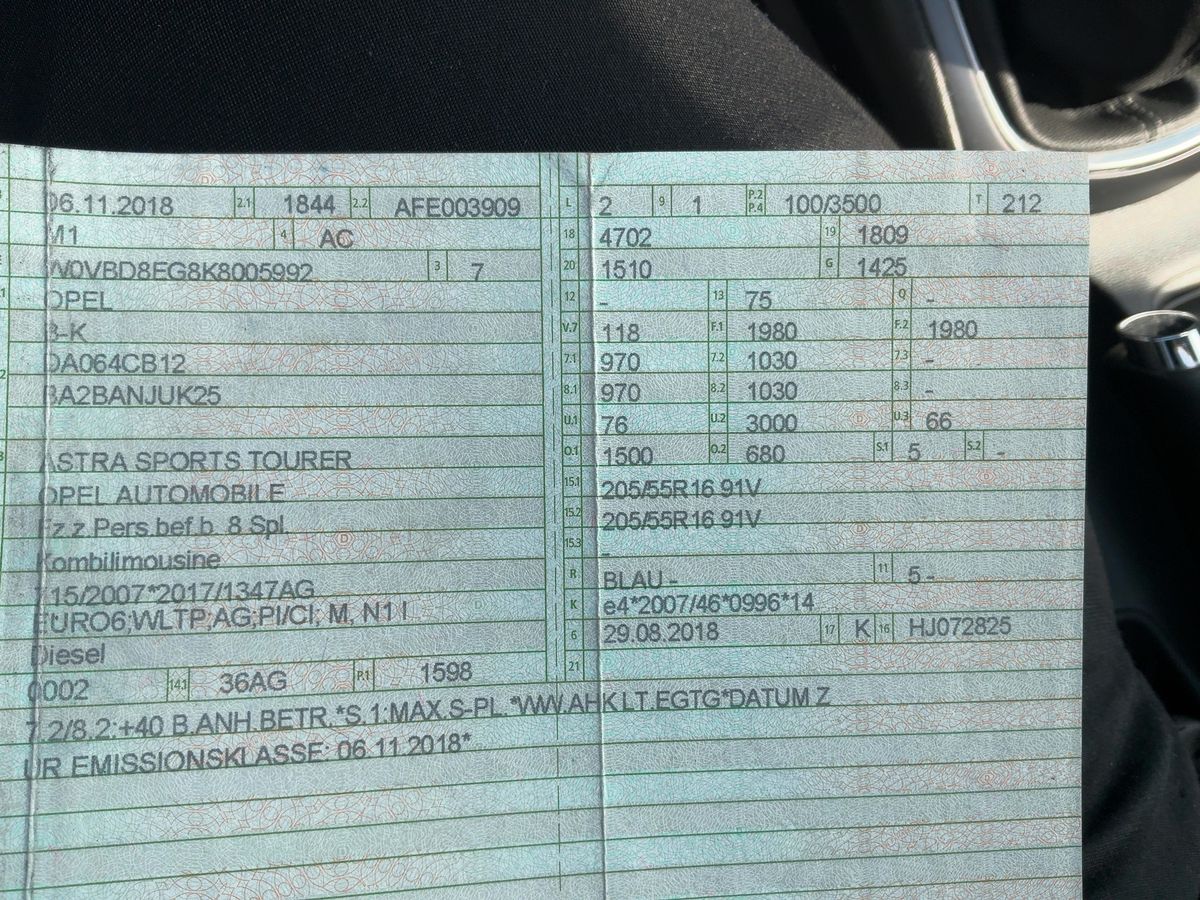 06.11.2018 2.1 1844 2.2 AFE003909 L 2 9 1 P.2 P.4 100/3500 T 212
M1 4 AC 18 4702 19 1809
W0VBD8EG8K8005992 3 7 20 1510 G 1425
OPEL 12 - 13 75 Q -
B-K V.7 118 F.1 1980 F.2 1980
DA064CB12 7.1 970 7.2 1030 7.3 -
BA2BANJUK25 8.1 970 8.2 1030 8.3 -
U.1 76 U.2 3000 U.3 66
ASTRA SPORTS TOURER O.1 1500 O.2 680 S.1 5 S.2 -
OPEL AUTOMOBILE 15.1 205/55R16 91V
Fz.z.Pers.bef.b. 8 Spl. 15.2 205/55R16 91V
Kombilimousine 15.3 -
715/2007*2017/1347AG R BLAU - 11 5 -
EURO6;WLTP;AG;PI/CI; M, N1 I K e4*2007/46*0996*14
Diesel 6 29.08.2018 17 K 16 HJ072825
0002 14.1 36AG P.1 1598 21
7.2/8.2:+40 B.ANH.BETR.*S.1:MAX.S-PL.*WW.AHK LT.EGTG*DATUM Z
UR EMISSIONSKLASSE: 06.11.2018*